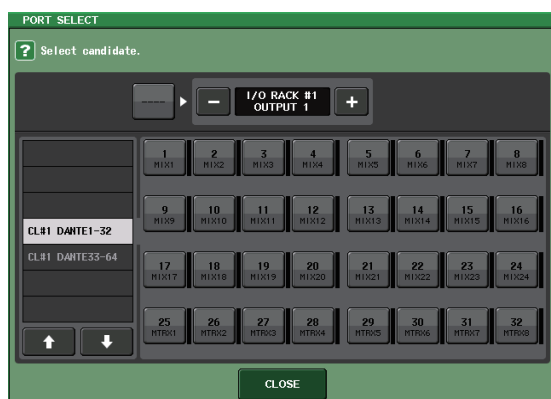 PORT SELECT
? Select candidate.
---- − I/O RACK #1 +
OUTPUT 1
1 2 3 4 5 6 7 8
MIX1 MIX2 MIX3 MIX4 MIX5 MIX6 MIX7 MIX8
9 10 11 12 13 14 15 16
MIX9 MIX10 MIX11 MIX12 MIX13 MIX14 MIX15 MIX16
CL#1 DANTE1-32
CL#1 DANTE33-64
17 18 19 20 21 22 23 24
MIX17 MIX18 MIX19 MIX20 MIX21 MIX22 MIX23 MIX24
25 26 27 28 29 30 31 32
MTRX1 MTRX2 MTRX3 MTRX4 MTRX5 MTRX6 MTRX7 MTRX8
CLOSE